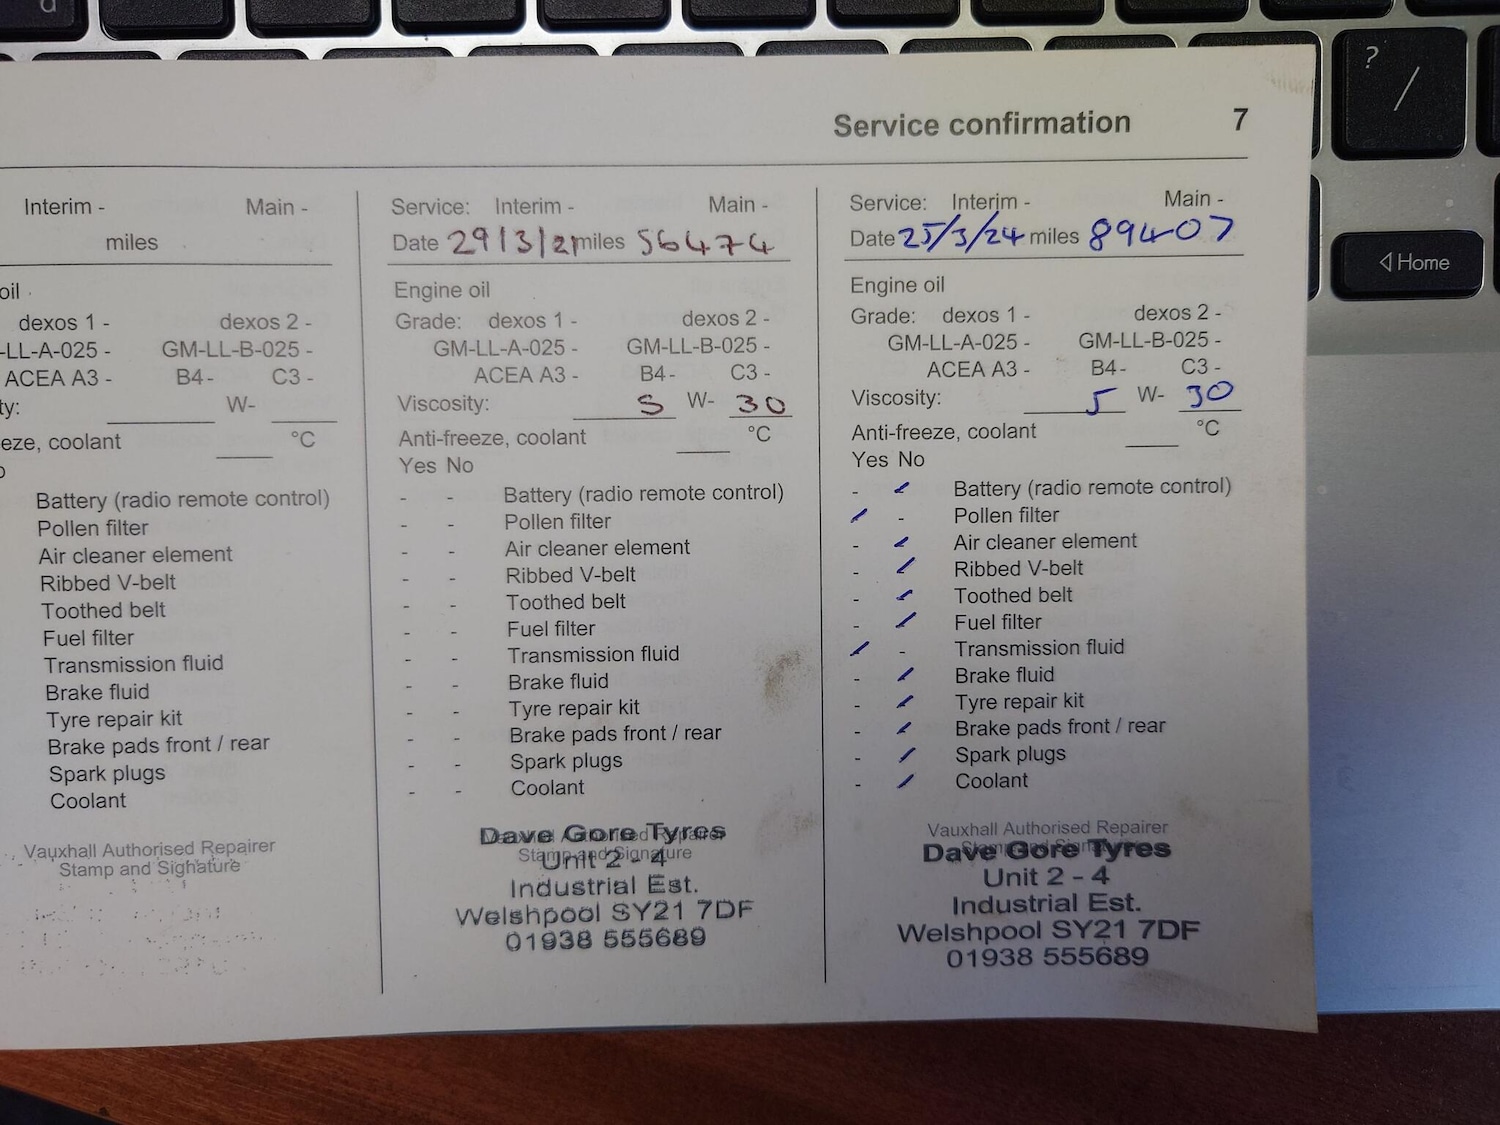 ?
/
Home
Service confirmation 7
Interim - Main -
miles
oil
dexos 1 - dexos 2 -
-LL-A-025 - GM-LL-B-025 -
ACEA A3 - B4 - C3 -
ty: W-
eeze, coolant °C
Battery (radio remote control)
Pollen filter
Air cleaner element
Ribbed V-belt
Toothed belt
Fuel filter
Transmission fluid
Brake fluid
Tyre repair kit
Brake pads front / rear
Spark plugs
Coolant
Vauxhall Authorised Repairer
Stamp and Signature
Service: Interim - Main -
Date 29/3/21 miles 56474
Engine oil
Grade: dexos 1 - dexos 2 -
GM-LL-A-025 - GM-LL-B-025 -
ACEA A3 - B4 - C3 -
Viscosity: 5 W- 30
Anti-freeze, coolant °C
Yes No
- - Battery (radio remote control)
- - Pollen filter
- - Air cleaner element
- - Ribbed V-belt
- - Toothed belt
- - Fuel filter
- - Transmission fluid
- - Brake fluid
- - Tyre repair kit
- - Brake pads front / rear
- - Spark plugs
- - Coolant
Vauxhall Authorised Repairer
Stamp and Signature
Dave Gore Tyres
Unit 2 - 4
Industrial Est.
Welshpool SY21 7DF
01938 555689
Service: Interim - Main -
Date 25/3/24 miles 89407
Engine oil
Grade: dexos 1 - dexos 2 -
GM-LL-A-025 - GM-LL-B-025 -
ACEA A3 - B4 - C3 -
Viscosity: 5 W- 30
Anti-freeze, coolant °C
Yes No
- ✓ Battery (radio remote control)
✓ - Pollen filter
- ✓ Air cleaner element
- ✓ Ribbed V-belt
- ✓ Toothed belt
- ✓ Fuel filter
✓ - Transmission fluid
- ✓ Brake fluid
- ✓ Tyre repair kit
- ✓ Brake pads front / rear
- ✓ Spark plugs
- ✓ Coolant
Vauxhall Authorised Repairer
Stamp and Signature
Dave Gore Tyres
Unit 2 - 4
Industrial Est.
Welshpool SY21 7DF
01938 555689